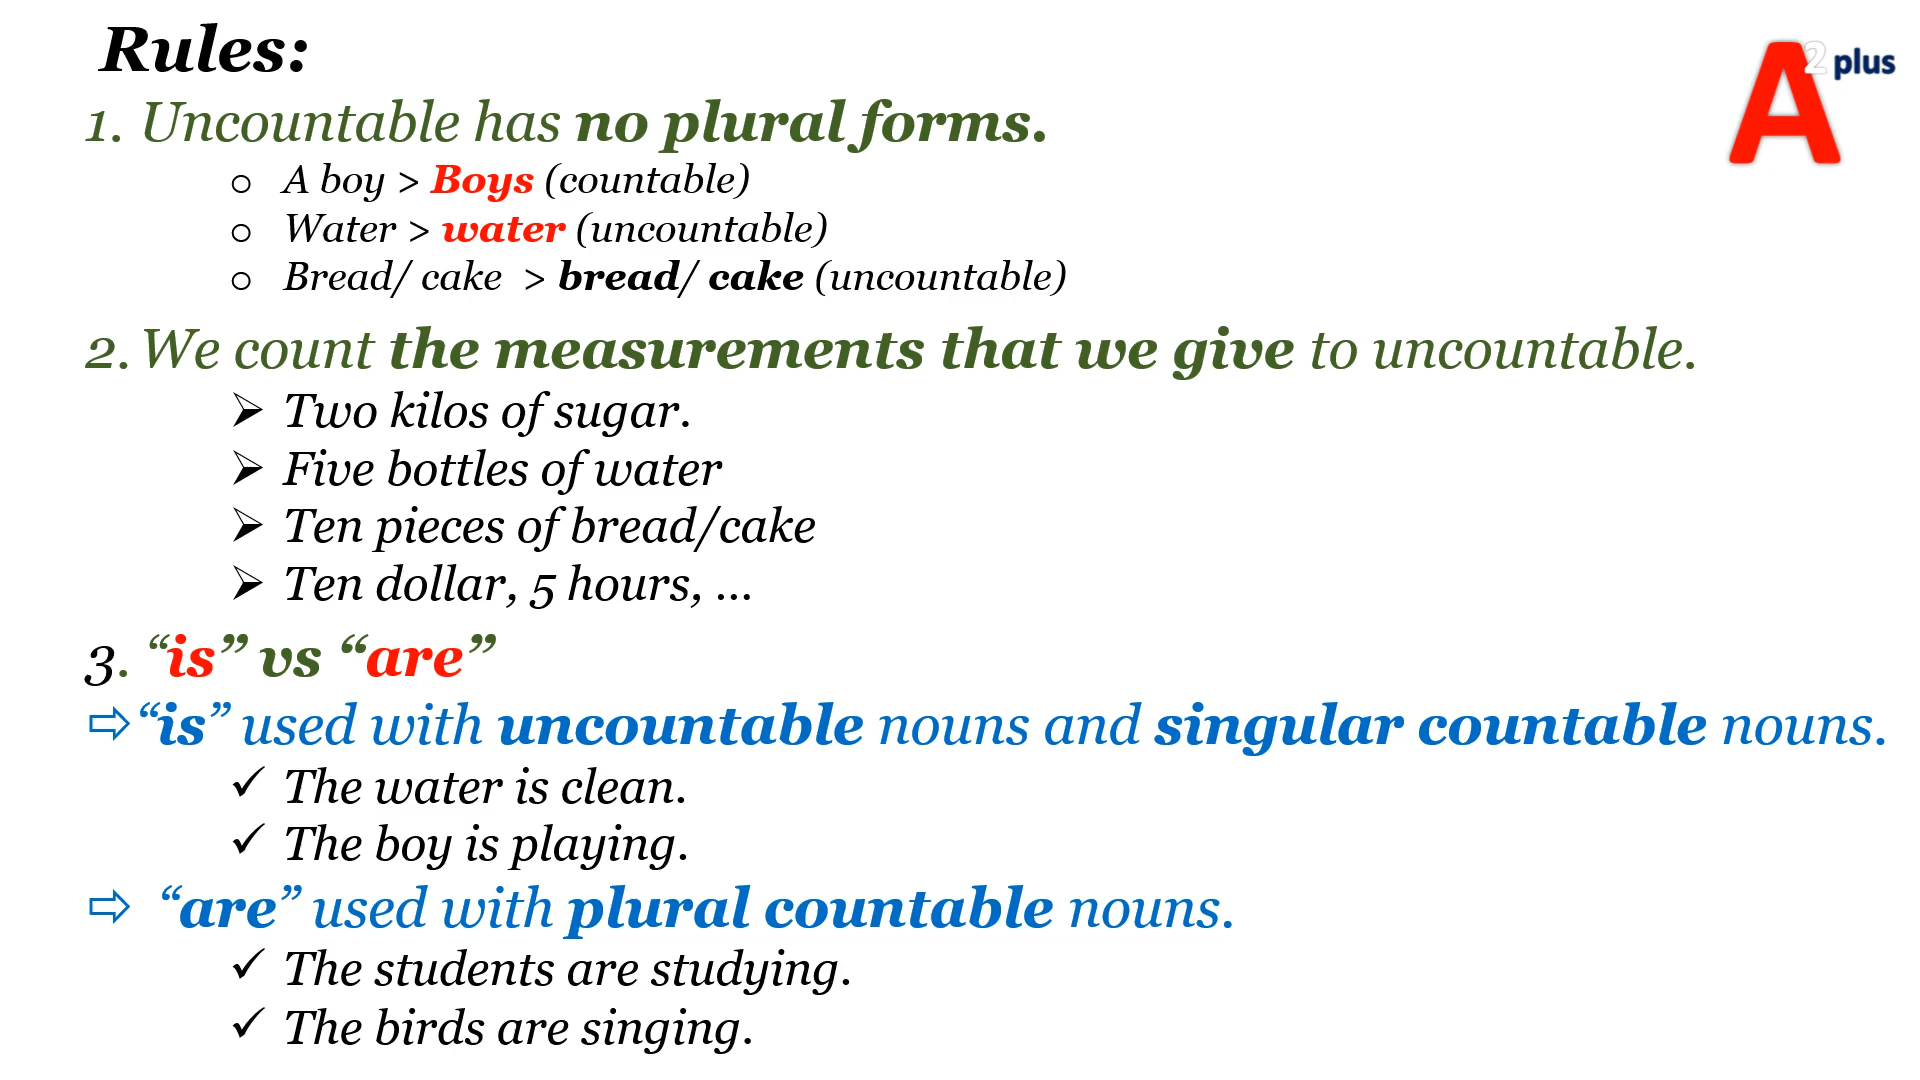 Rules:
A2 plus
1. Uncountable has no plural forms.
o A boy > Boys (countable)
o Water > water (uncountable)
o Bread/ cake > bread/ cake (uncountable)
2. We count the measurements that we give to uncountable.
➢ Two kilos of sugar.
➢ Five bottles of water
➢ Ten pieces of bread/cake
➢ Ten dollar, 5 hours, ...
3. “is” vs “are”
⇨“is” used with uncountable nouns and singular countable nouns.
✓ The water is clean.
✓ The boy is playing.
⇨ “are” used with plural countable nouns.
✓ The students are studying.
✓ The birds are singing.